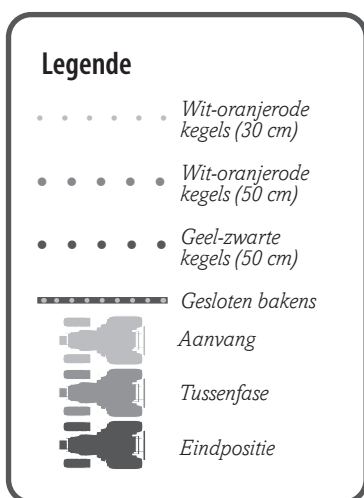 Legende
Wit-oranjerode
kegels (30 cm)
Wit-oranjerode
kegels (50 cm)
Geel-zwarte
kegels (50 cm)
Gesloten bakens
Aanvang
Tussenfase
Eindpositie